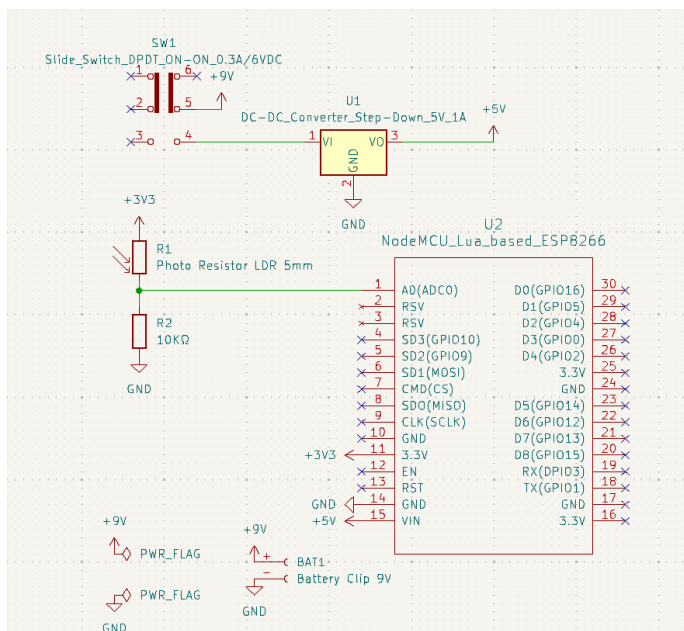 SW1
Slide_Switch_DPDT_ON-ON_0.3A/6VDC
1 6
+9V
2 5
3 4
U1
DC-DC_Converter_Step-Down_5V_1A
+5V
1 VI VO 3
GND
2
GND
+3V3
R1
Photo Resistor LDR 5mm
R2
10KΩ
GND
U2
NodeMCU_Lua_based_ESP8266
1 A0(ADC0) D0(GPIO16) 30
2 RSV D1(GPIO5) 29
3 RSV D2(GPIO4) 28
4 SD3(GPIO10) D3(GPIO0) 27
5 SD2(GPIO9) D4(GPIO2) 26
6 SD1(MOSI) 3.3V 25
7 CMD(CS) GND 24
8 SDO(MISO) D5(GPIO14) 23
9 CLK(SCLK) D6(GPIO12) 22
10 GND D7(GPIO13) 21
+3V3 11 3.3V D8(GPIO15) 20
12 EN RX(DPIO3) 19
13 RST TX(GPIO1) 18
GND 14 GND GND 17
+5V 15 VIN 3.3V 16
+9V
PWR_FLAG
PWR_FLAG
GND
+9V
+ BAT1
- Battery Clip 9V
GND